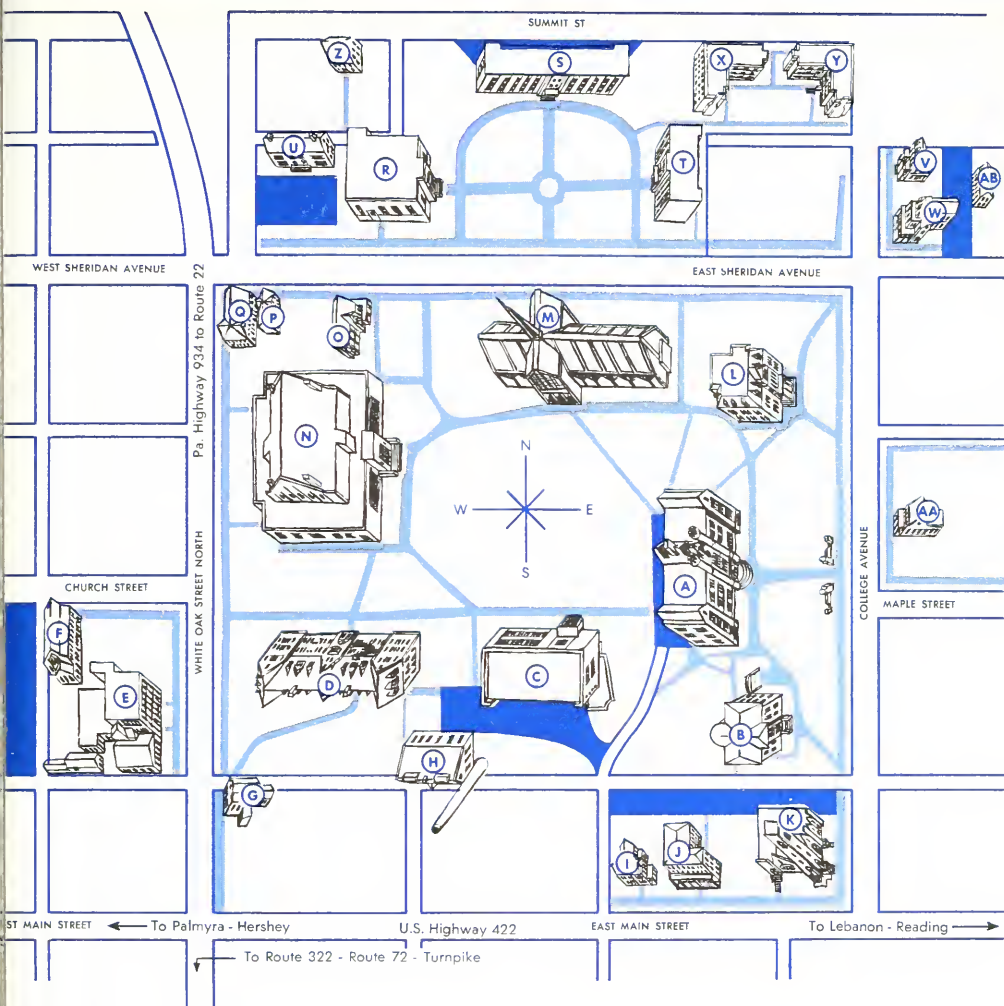 SUMMIT ST
Z
S
X
Y
U
R
T
V
AB
W
WEST SHERIDAN AVENUE
EAST SHERIDAN AVENUE
Pa. Highway 934 to Route 22
Q
P
O
M
L
N
N
W
E
S
AA
A
CHURCH STREET
WHITE OAK STREET NORTH
COLLEGE AVENUE
MAPLE STREET
F
E
D
C
B
H
G
I
J
K
ST MAIN STREET
To Palmyra - Hershey
U.S. Highway 422
EAST MAIN STREET
To Lebanon - Reading
To Route 322 - Route 72 - Turnpike